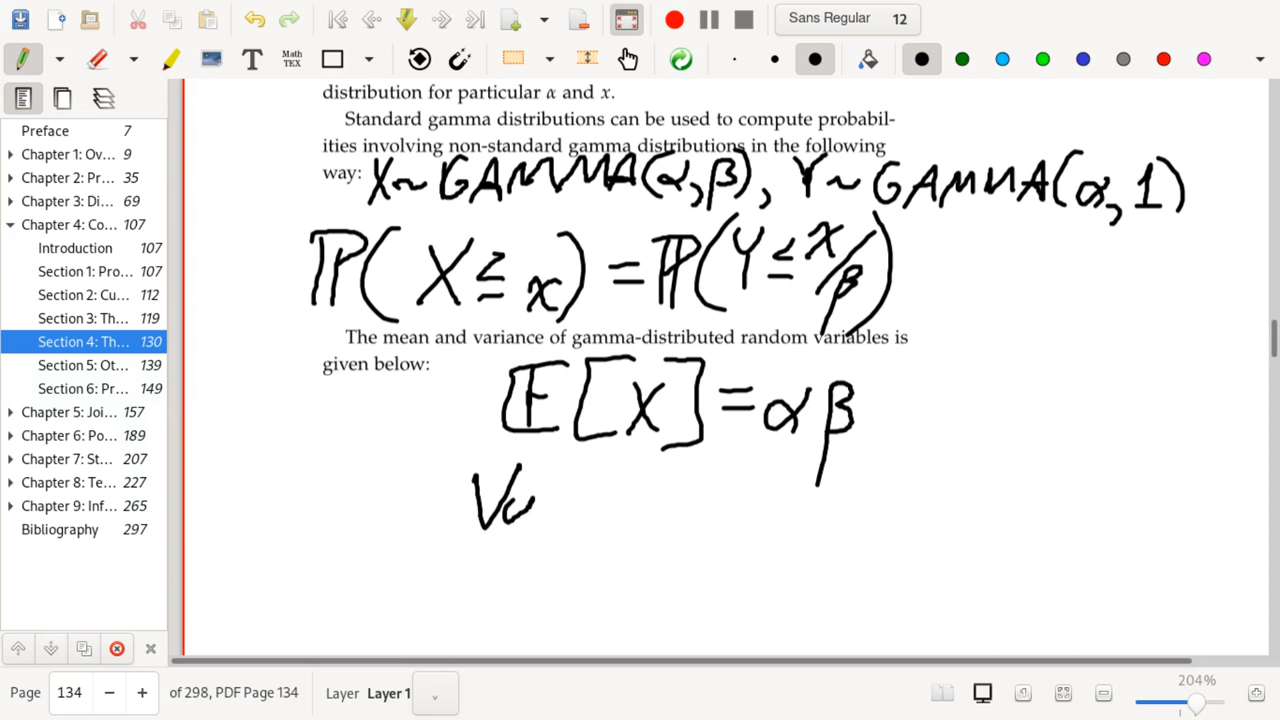 Sans Regular 12
T Math TEX
Preface 7
Chapter 1: Ov... 9
Chapter 2: Pr... 35
Chapter 3: Di... 69
Chapter 4: Co... 107
Introduction 107
Section 1: Pro... 107
Section 2: Cu... 112
Section 3: Th... 119
Section 4: Th... 130
Section 5: Ot... 139
Section 6: Pr... 149
Chapter 5: Joi... 157
Chapter 6: Po... 189
Chapter 7: St... 207
Chapter 8: Te... 227
Chapter 9: Inf... 265
Bibliography 297
distribution for particular α and x.
Standard gamma distributions can be used to compute probabil-
ities involving non-standard gamma distributions in the following
way: X~GAMMA(α,β), Y~GAMMA(α,1)
ℙ(X≤x)=ℙ(Y≤x/β)
The mean and variance of gamma-distributed random variables is
given below:
𝔼[X]=αβ
Va
Page 134 − + of 298, PDF Page 134 Layer Layer 1 204%